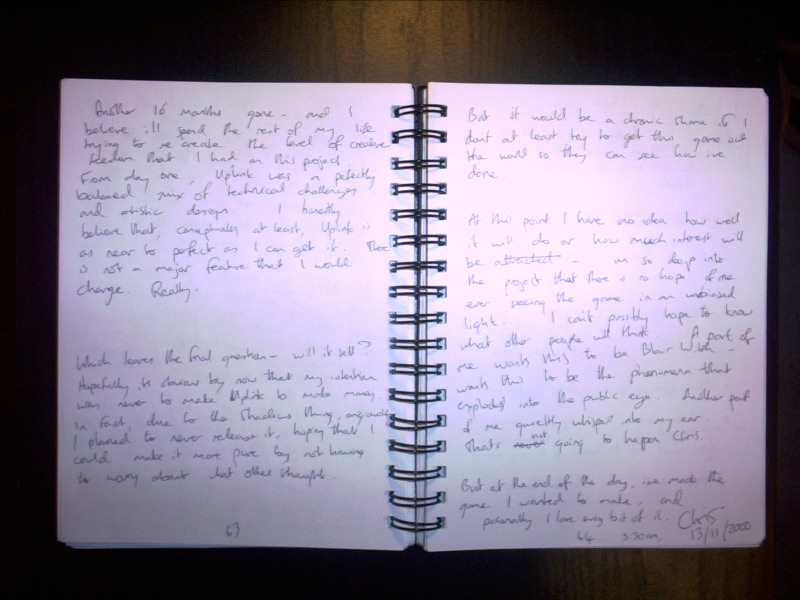 Another 16 months gone - and I
believe ill spend the rest of my life
trying to re create the level of creative
freedom that I had on this project.
From day one, Uplink was a perfectly
balanced mix of technical challenges
and artistic design. I honestly
believe that, conceptually at least, Uplink is
as near to perfect as I can get it. There
is not a major feature that I would
change. Really.
Which leaves the final question - will it sell?
Hopefully its obvious by now that my intention
was never to make Uplink to make money.
In fact, due to the Shadows thing, originally
I planned to never release it, hoping that I
could make it more pure by not having
to worry about what other thought.
63
But it would be a chronic shame if I
dont at least try to get this game out
the world so they can see how ive
done.
At this point I have no idea how well
it will do or how much interest will
be attracted - im so deep into
the project that there is no hope of me
ever seeing the game in an unbiased
light. I cant possibly hope to know
what other people will think. A part of
me wants this to be Blair Witch -
wants this to be the phenomena that
exploded into the public eye. Another part
of me quietly whispers into my ear.
Thats never not going to happen Chris.
But at the end of the day, ive made the
game I wanted to make, and
personally I love every bit of it. Chris
64 5:30am, 13/11/2000